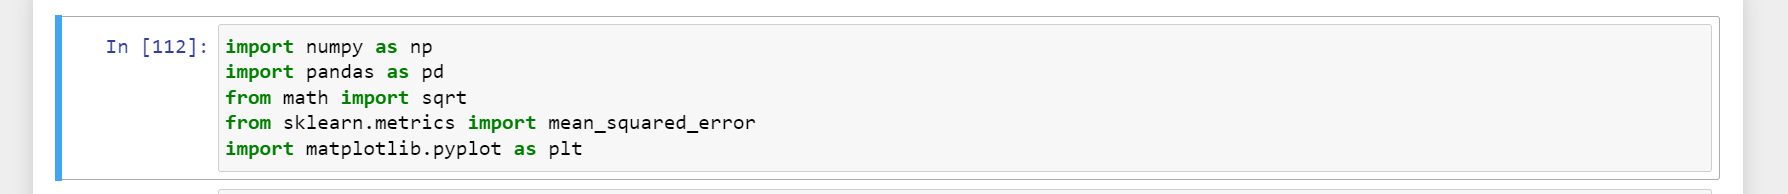 In [112]: import numpy as np
import pandas as pd
from math import sqrt
from sklearn.metrics import mean_squared_error
import matplotlib.pyplot as plt